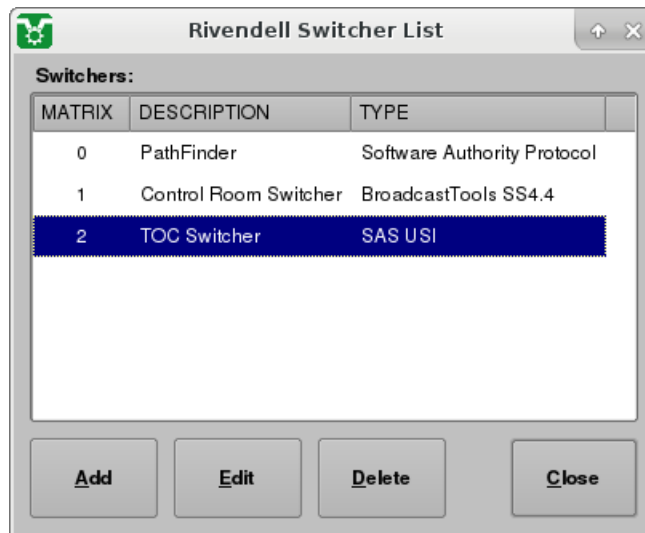 Rivendell Switcher List
Switchers:
MATRIX DESCRIPTION TYPE
0 PathFinder Software Authority Protocol
1 Control Room Switcher BroadcastTools SS4.4
2 TOC Switcher SAS USI
Add Edit Delete Close